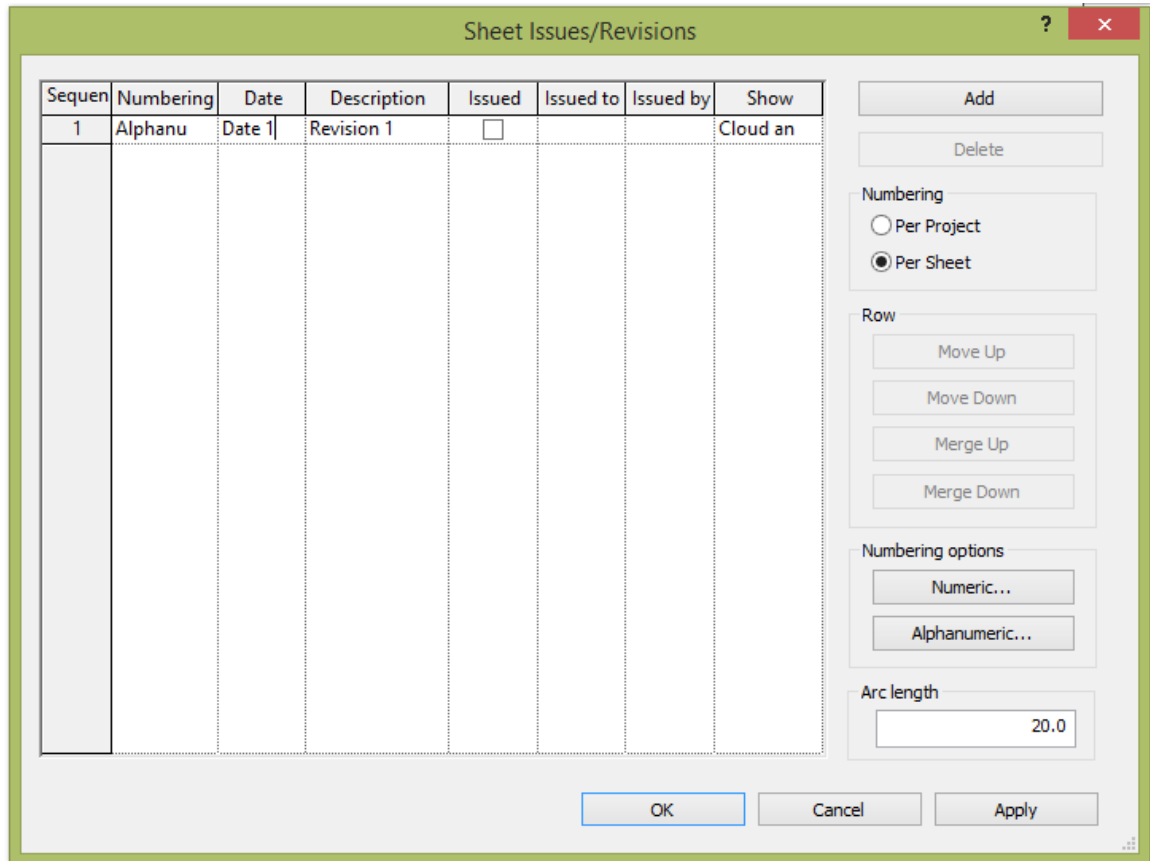 Sheet Issues/Revisions
?
Sequen Numbering Date Description Issued Issued to Issued by Show
1 Alphanu Date 1 Revision 1 Cloud an
Add
Delete
Numbering
Per Project
Per Sheet
Row
Move Up
Move Down
Merge Up
Merge Down
Numbering options
Numeric...
Alphanumeric...
Arc length
20.0
OK Cancel Apply